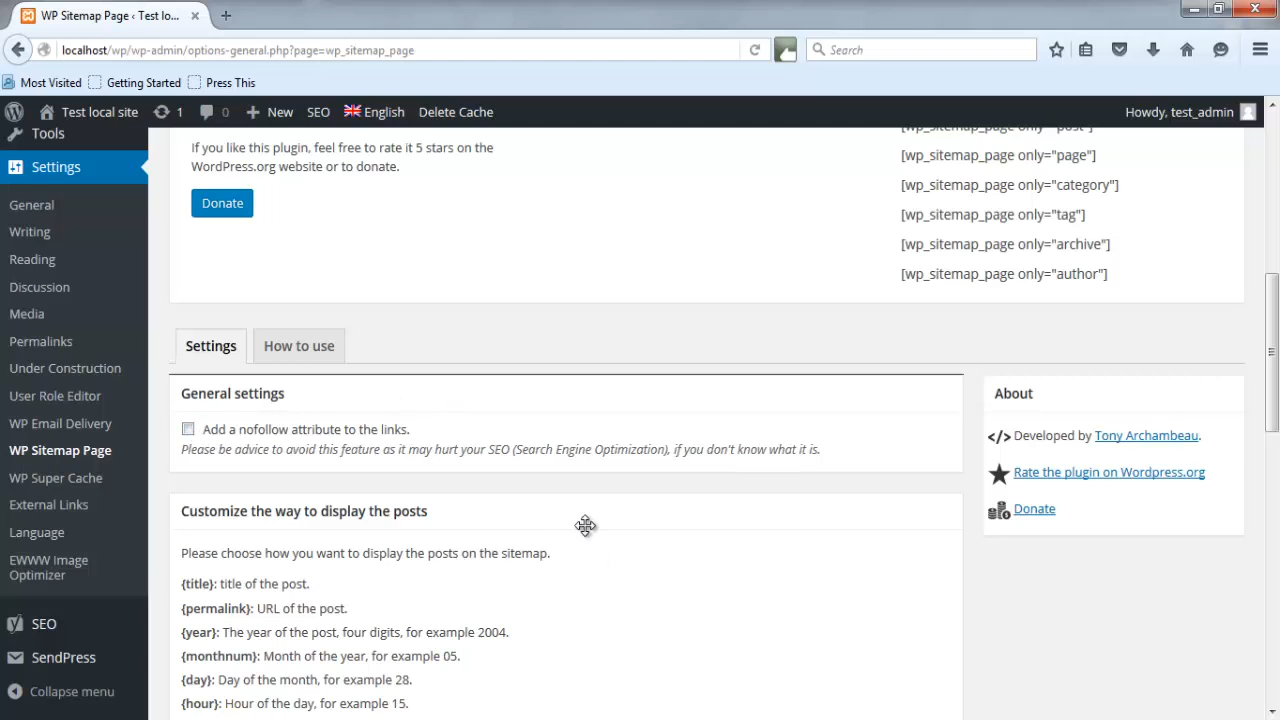 WP Sitemap Page ‹ Test lo...
localhost/wp/wp-admin/options-general.php?page=wp_sitemap_page
Search
Most Visited Getting Started Press This
Test local site 1 0 New SEO English Delete Cache Howdy, test_admin
Tools
Settings
General
Writing
Reading
Discussion
Media
Permalinks
Under Construction
User Role Editor
WP Email Delivery
WP Sitemap Page
WP Super Cache
External Links
Language
EWWW Image
Optimizer
SEO
SendPress
Collapse menu
If you like this plugin, feel free to rate it 5 stars on the
WordPress.org website or to donate.
Donate
[wp_sitemap_page only="post"]
[wp_sitemap_page only="page"]
[wp_sitemap_page only="category"]
[wp_sitemap_page only="tag"]
[wp_sitemap_page only="archive"]
[wp_sitemap_page only="author"]
Settings How to use
General settings
Add a nofollow attribute to the links.
Please be advice to avoid this feature as it may hurt your SEO (Search Engine Optimization), if you don't know what it is.
Customize the way to display the posts
Please choose how you want to display the posts on the sitemap.
{title}: title of the post.
{permalink}: URL of the post.
{year}: The year of the post, four digits, for example 2004.
{monthnum}: Month of the year, for example 05.
{day}: Day of the month, for example 28.
{hour}: Hour of the day, for example 15.
About
Developed by Tony Archambeau.
Rate the plugin on Wordpress.org
Donate